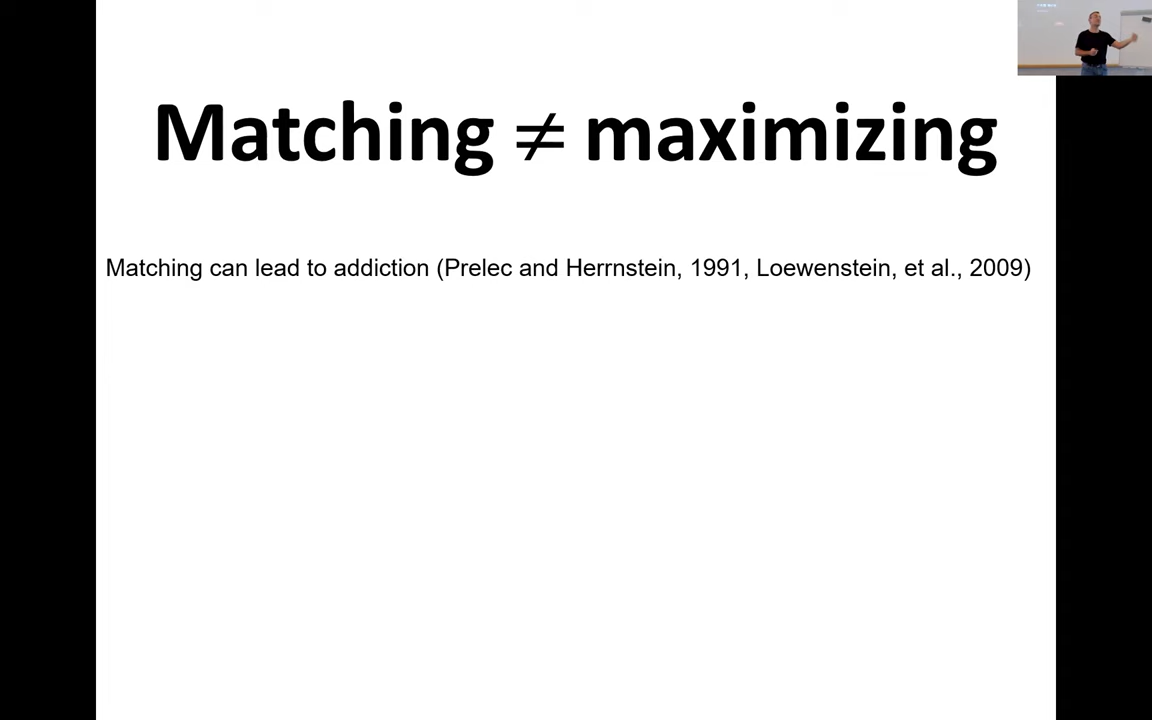 Matching ≠ maximizing
Matching can lead to addiction (Prelec and Herrnstein, 1991, Loewenstein, et al., 2009)